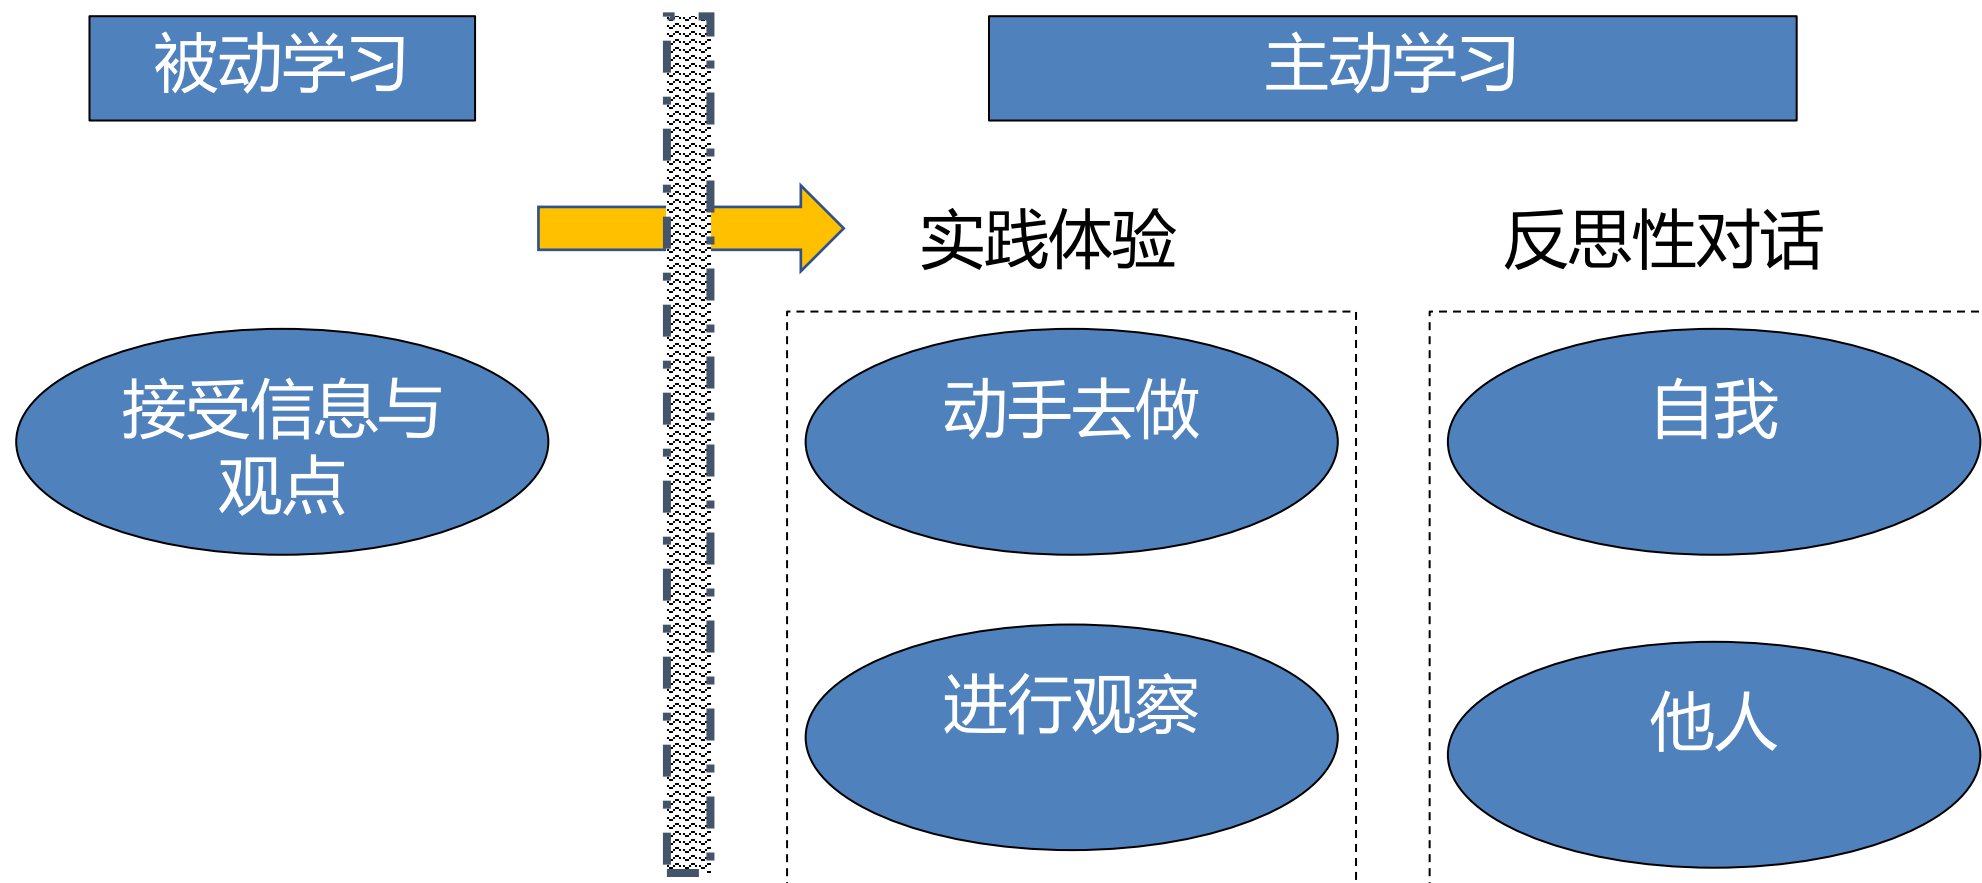 被动学习
主动学习
实践体验
反思性对话
接受信息与
观点
动手去做
自我
进行观察
他人